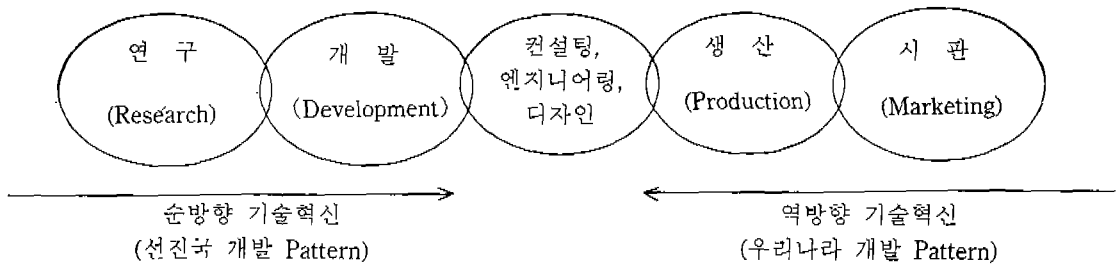 연 구
(Research)
개 발
(Development)
컨설팅,
엔지니어링,
디자인
생 산
(Production)
시 판
(Marketing)
순방향 기술혁신
(선진국 개발 Pattern)
역방향 기술혁신
(우리나라 개발 Pattern)